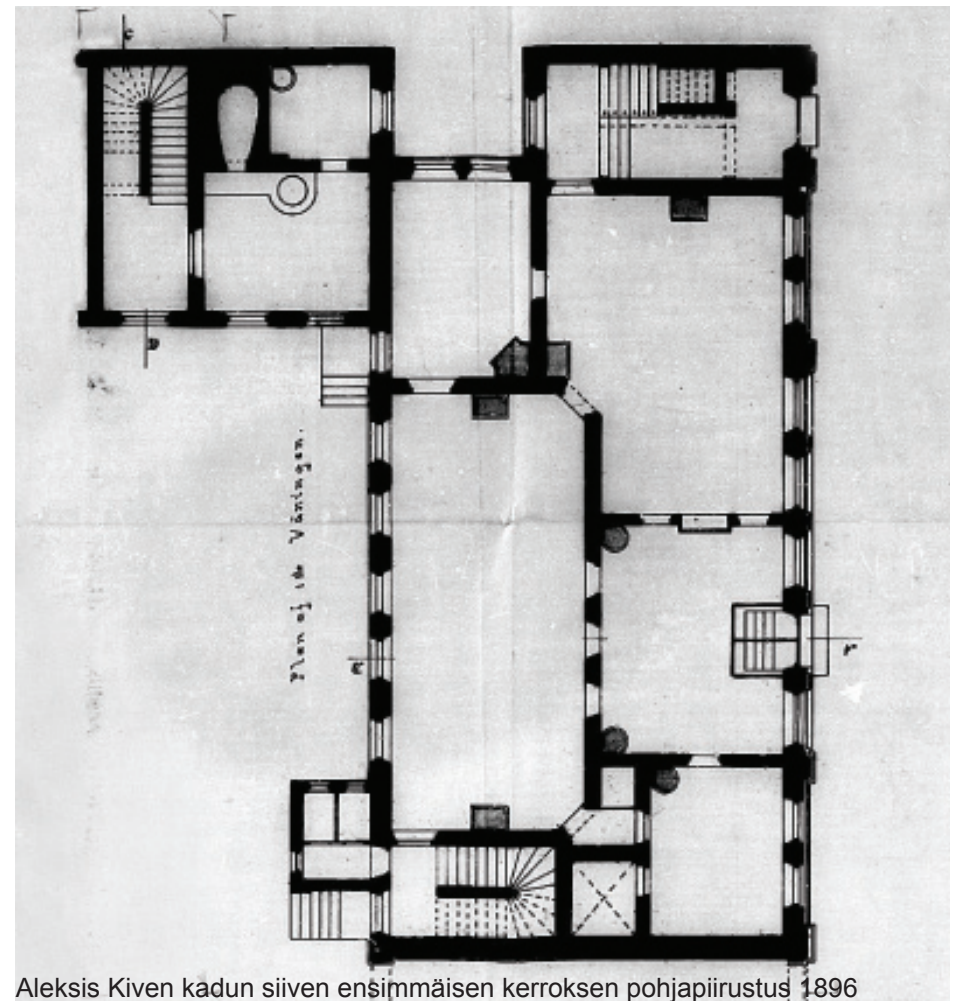 c
D
Plan af 1sta Våningen.
r
Aleksis Kiven kadun siiven ensimmäisen kerroksen pohjapiirustus 1896